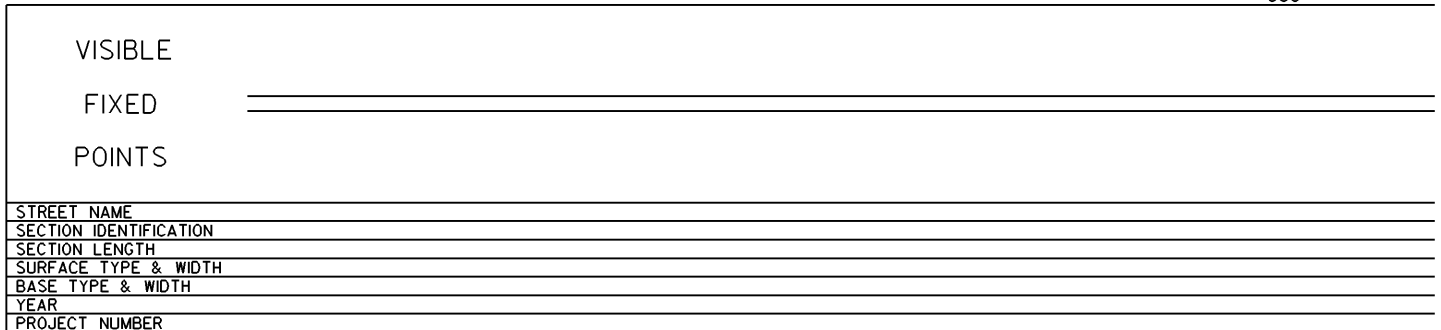 VISIBLE
FIXED
POINTS
STREET NAME
SECTION IDENTIFICATION
SECTION LENGTH
SURFACE TYPE & WIDTH
BASE TYPE & WIDTH
YEAR
PROJECT NUMBER